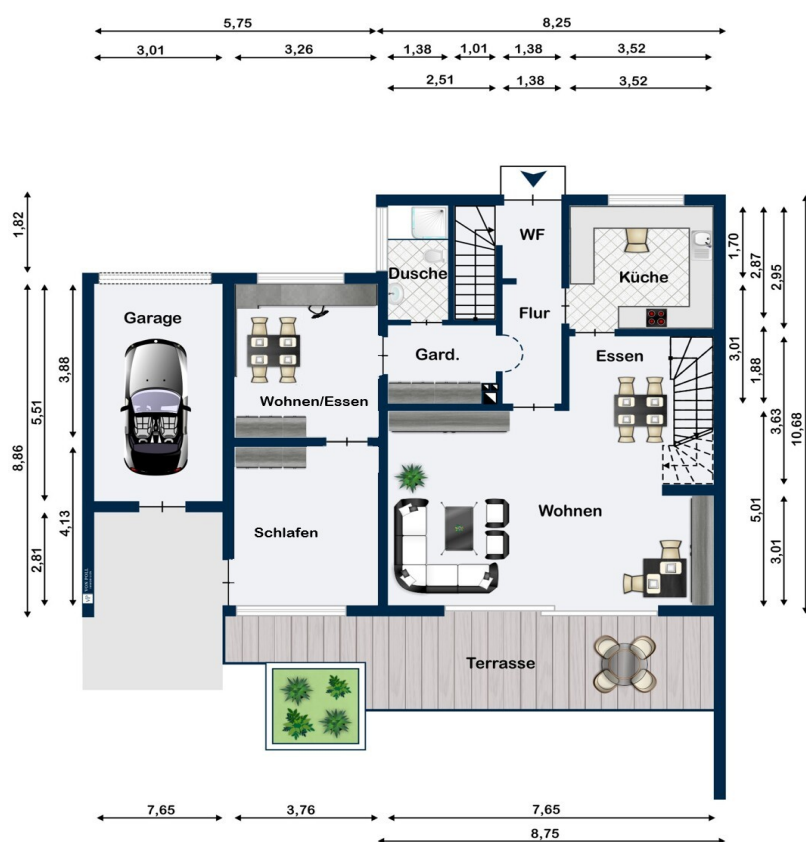 5,75
8,25
3,01
3,26
1,38
1,01
1,38
3,52
2,51
1,38
3,52
1,82
WF
1,70
2,87
2,95
Dusche
Küche
Garage
Flur
3,88
5,51
8,86
Gard.
Essen
3,01
1,88
3,63
10,68
Wohnen/Essen
4,13
2,81
Schlafen
Wohnen
5,01
3,01
VP
VON POLL
Terrasse
7,65
3,76
7,65
8,75